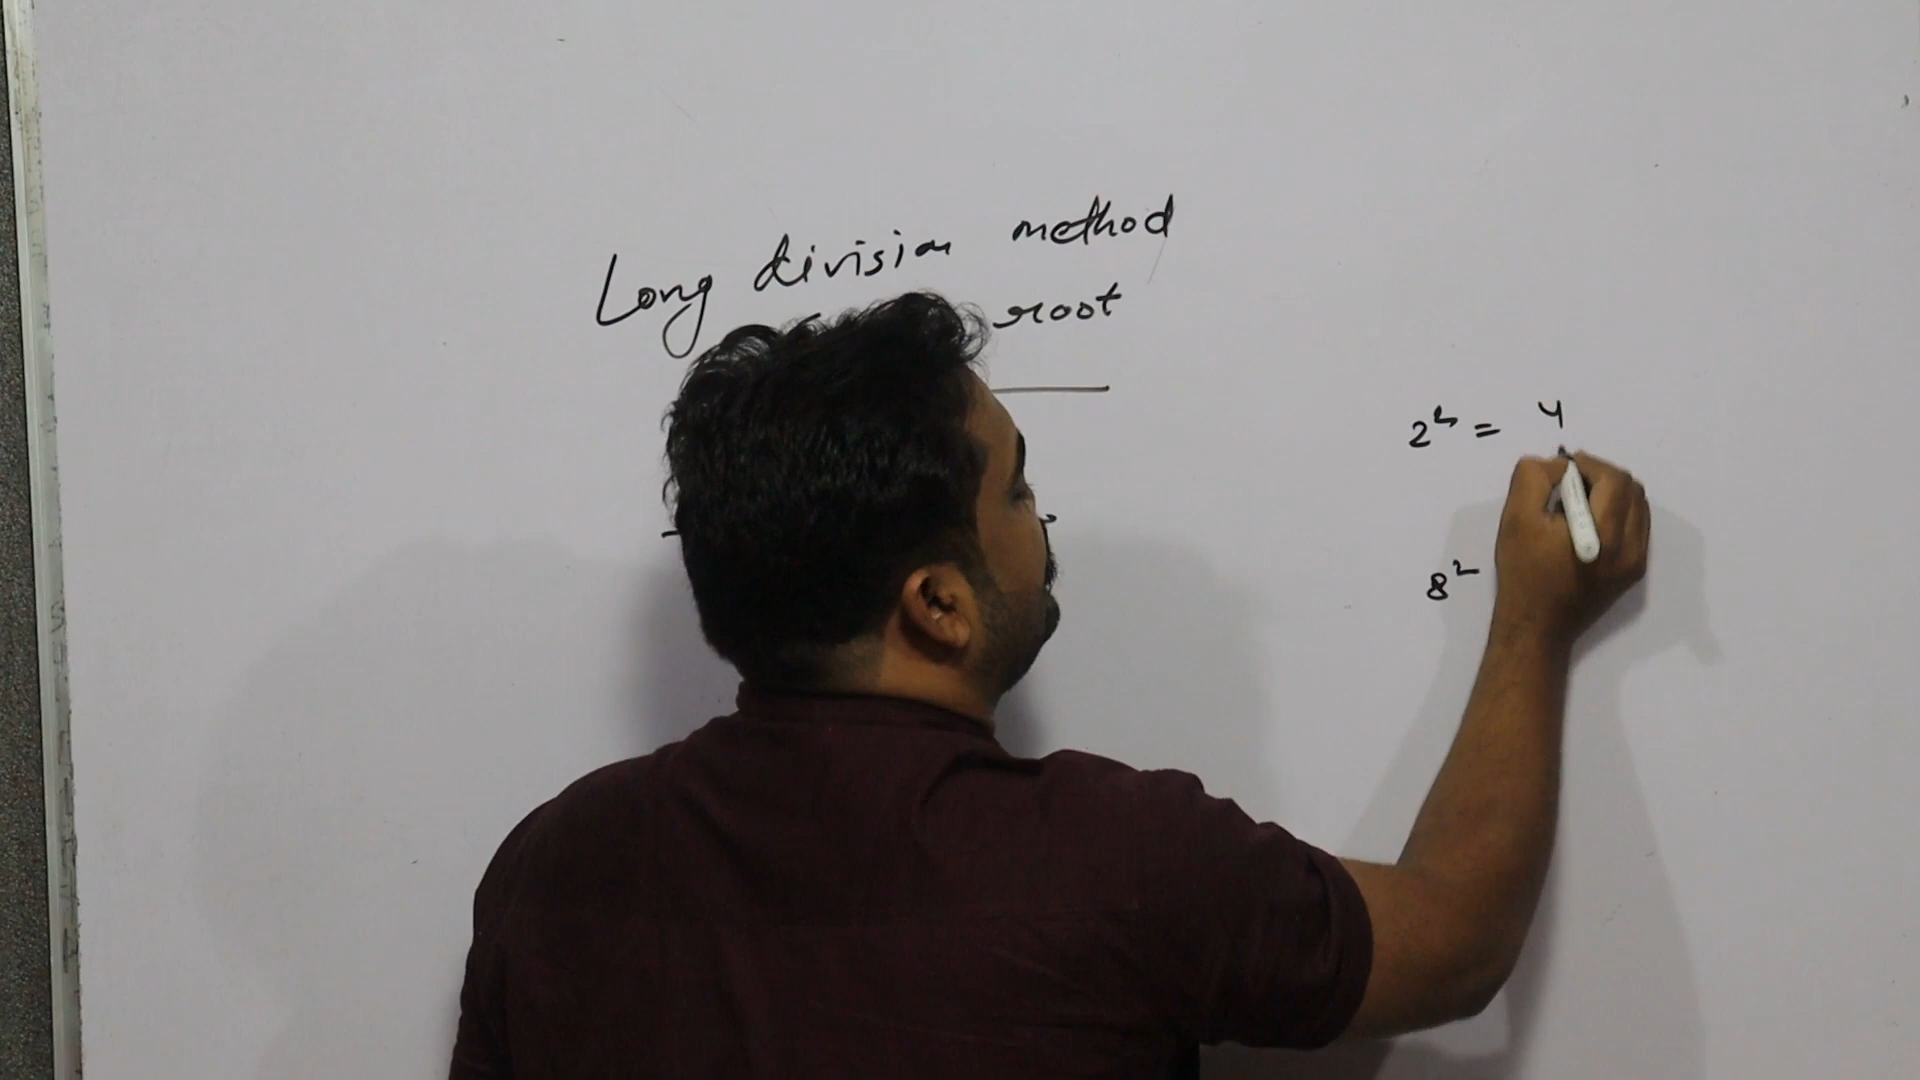 Long division method
root
2² = 4
8²